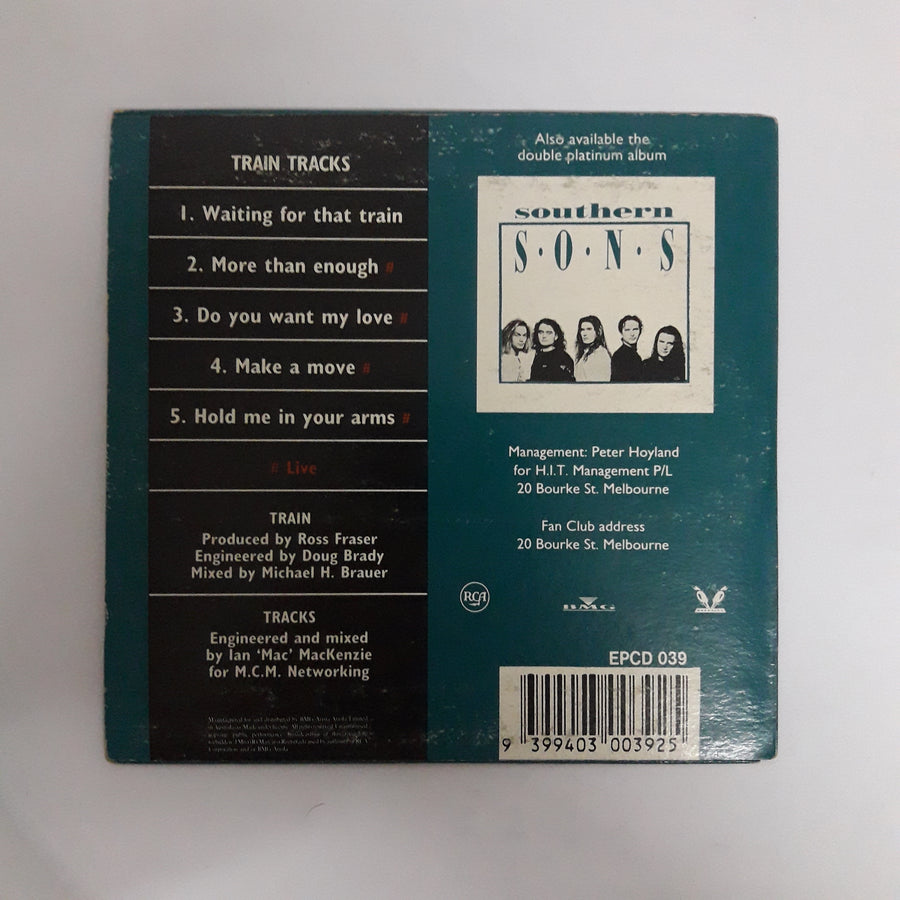 TRAIN TRACKS
1. Waiting for that train
2. More than enough #
3. Do you want my love #
4. Make a move #
5. Hold me in your arms #
# Live
TRAIN
Produced by Ross Fraser
Engineered by Doug Brady
Mixed by Michael H. Brauer
TRACKS
Engineered and mixed
by Ian ‘Mac’ MacKenzie
for M.C.M. Networking
Also available the
double platinum album
southern
S·O·N·S
Management: Peter Hoyland
for H.I.T. Management P/L
20 Bourke St. Melbourne
Fan Club address
20 Bourke St. Melbourne
RCA
BMG
EPCD 039
9 399403 003925